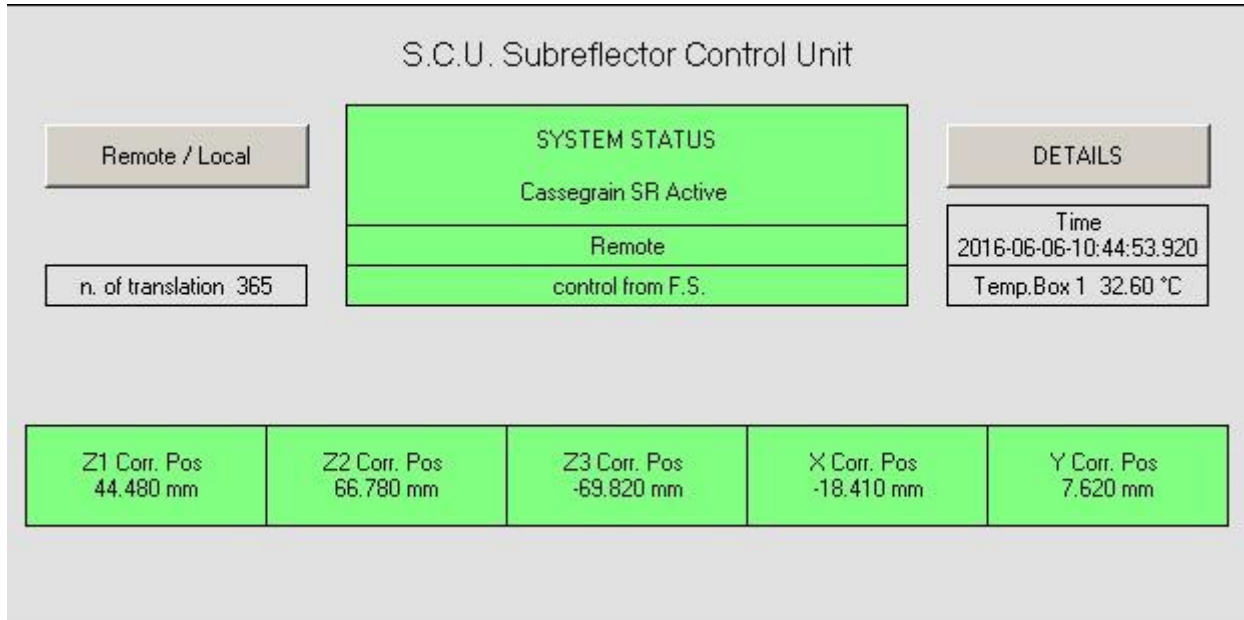 S.C.U. Subreflector Control Unit
Remote / Local
SYSTEM STATUS
Cassegrain SR Active
Remote
control from F.S.
DETAILS
Time
2016-06-06-10:44:53.920
Temp.Box 1 32.60 °C
n. of translation 365
Z1 Corr. Pos
44.480 mm
Z2 Corr. Pos
66.780 mm
Z3 Corr. Pos
-69.820 mm
X Corr. Pos
-18.410 mm
Y Corr. Pos
7.620 mm